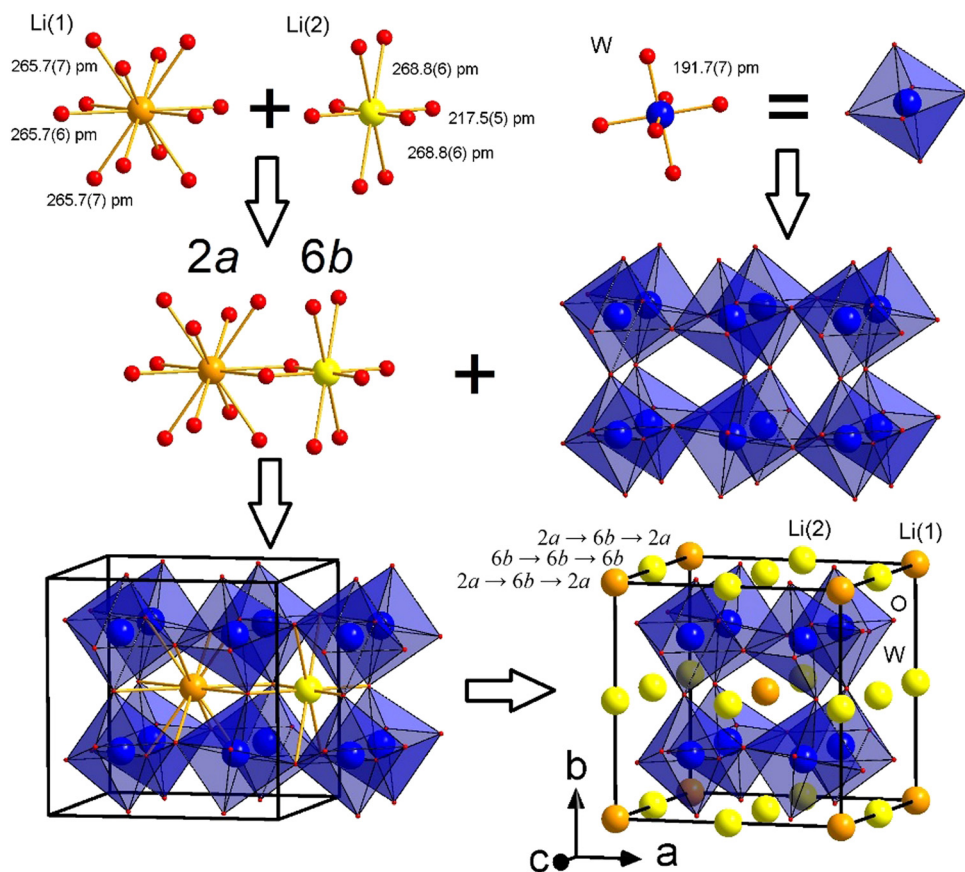 Li(1)
Li(2)
W
265.7(7) pm
268.8(6) pm
191.7(7) pm
+
=
265.7(6) pm
217.5(5) pm
268.8(6) pm
265.7(7) pm
2a
6b
+
2a → 6b → 2a
6b → 6b → 6b
2a → 6b → 2a
Li(2)
Li(1)
O
W
b
a
C